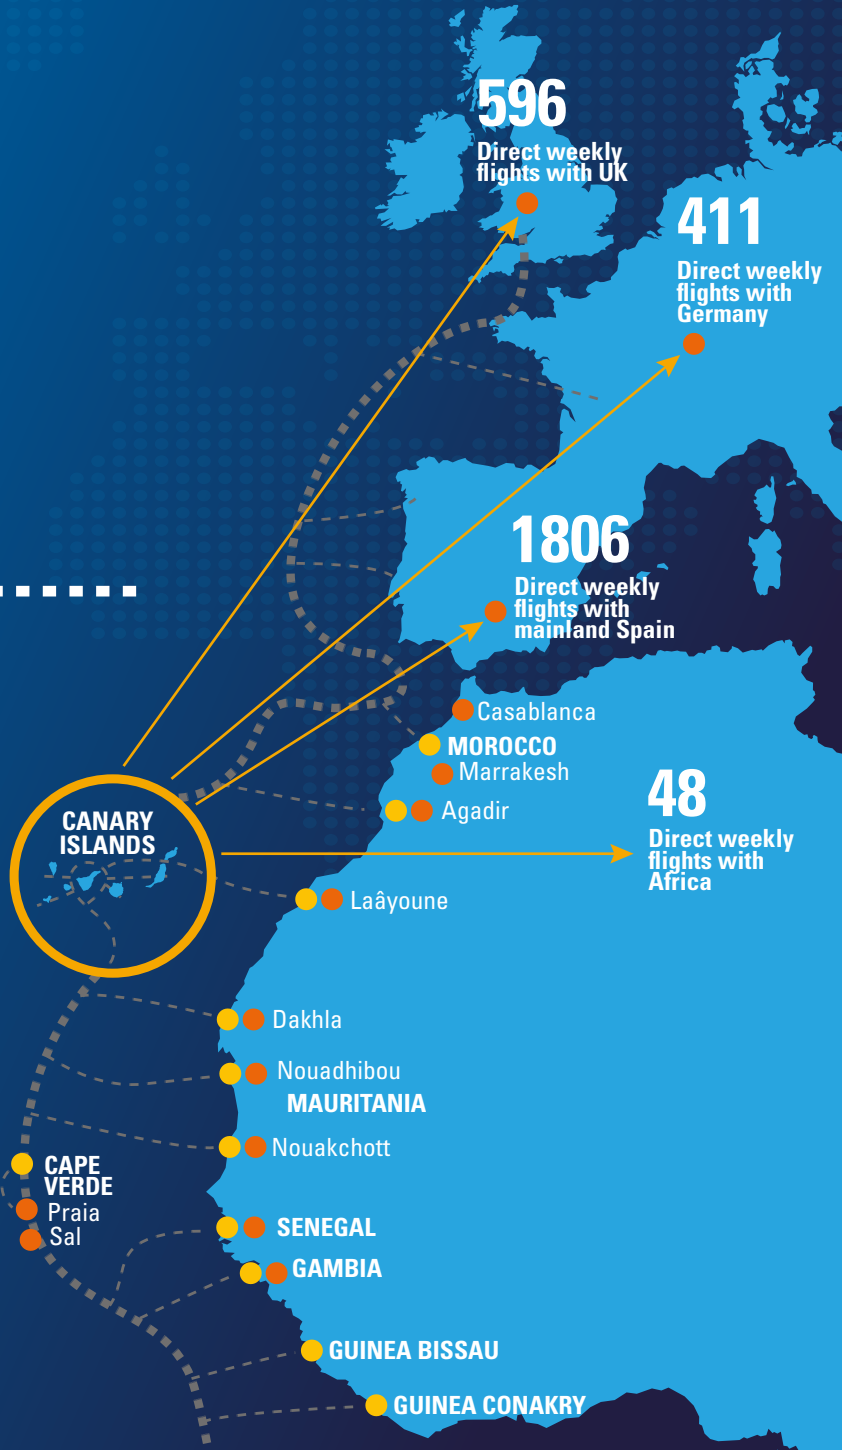 596
Direct weekly
flights with UK
411
Direct weekly
flights with
Germany
1806
Direct weekly
flights with
mainland Spain
Casablanca
MOROCCO
Marrakesh
48
Direct weekly
flights with
Africa
Agadir
CANARY
ISLANDS
Laâyoune
Dakhla
Nouadhibou
MAURITANIA
Nouakchott
CAPE
VERDE
Praia
Sal
SENEGAL
GAMBIA
GUINEA BISSAU
GUINEA CONAKRY